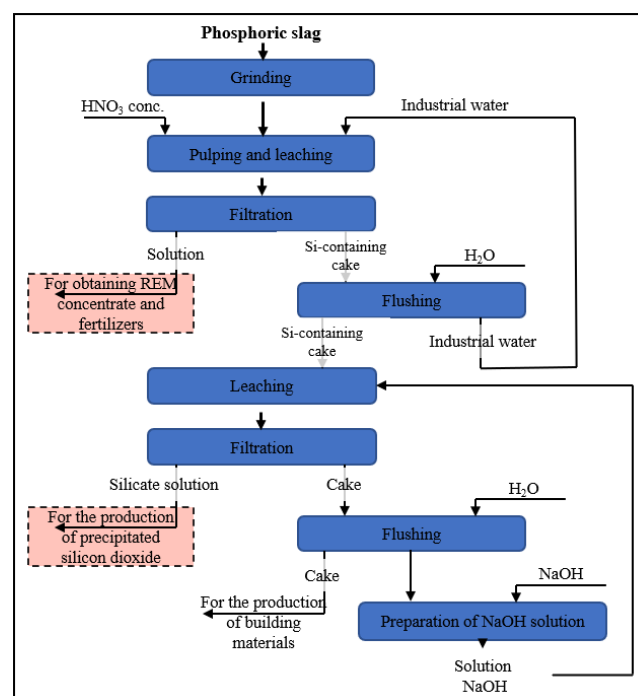 Phosphoric slag
Grinding
HNO₃ conc.
Industrial water
Pulping and leaching
Filtration
Solution
Si-containing
cake
For obtaining REM
concentrate and
fertilizers
H₂O
Flushing
Si-containing
cake
Industrial water
Leaching
Filtration
Silicate solution
Cake
For the production
of precipitated
silicon dioxide
H₂O
Flushing
Cake
For the production
of building
materials
NaOH
Preparation of NaOH solution
Solution
NaOH